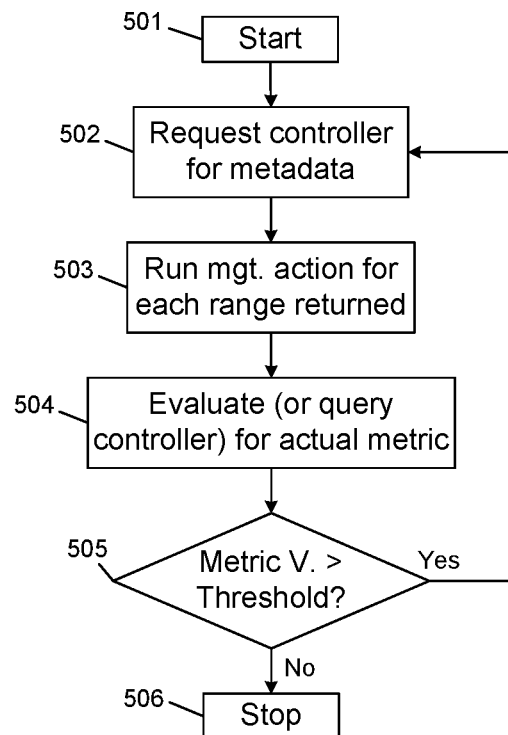 501
Start
502
Request controller
for metadata
503
Run mgt. action for
each range returned
504
Evaluate (or query
controller) for actual metric
505
Metric V. >
Threshold?
Yes
No
506
Stop